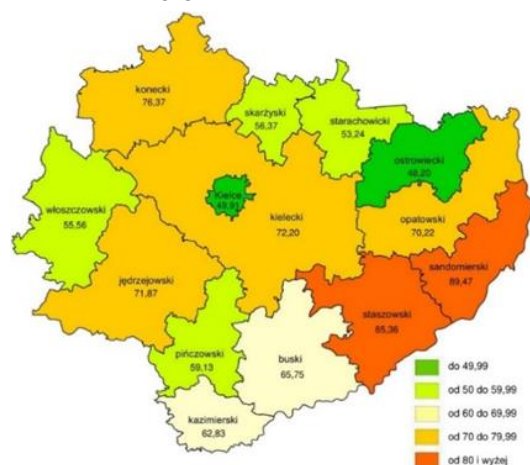 konecki
76,37
skarżyski
56,37
starachowicki
53,24
ostrowiecki
48,20
Kielce
49,91
włoszczowski
55,56
kielecki
72,20
opatowski
70,22
sandomierski
89,47
jędrzejowski
71,87
staszowski
85,36
pińczowski
59,13
buski
65,75
kazimierski
62,83
do 49,99
od 50 do 59,99
od 60 do 69,99
od 70 do 79,99
od 80 i wyżej